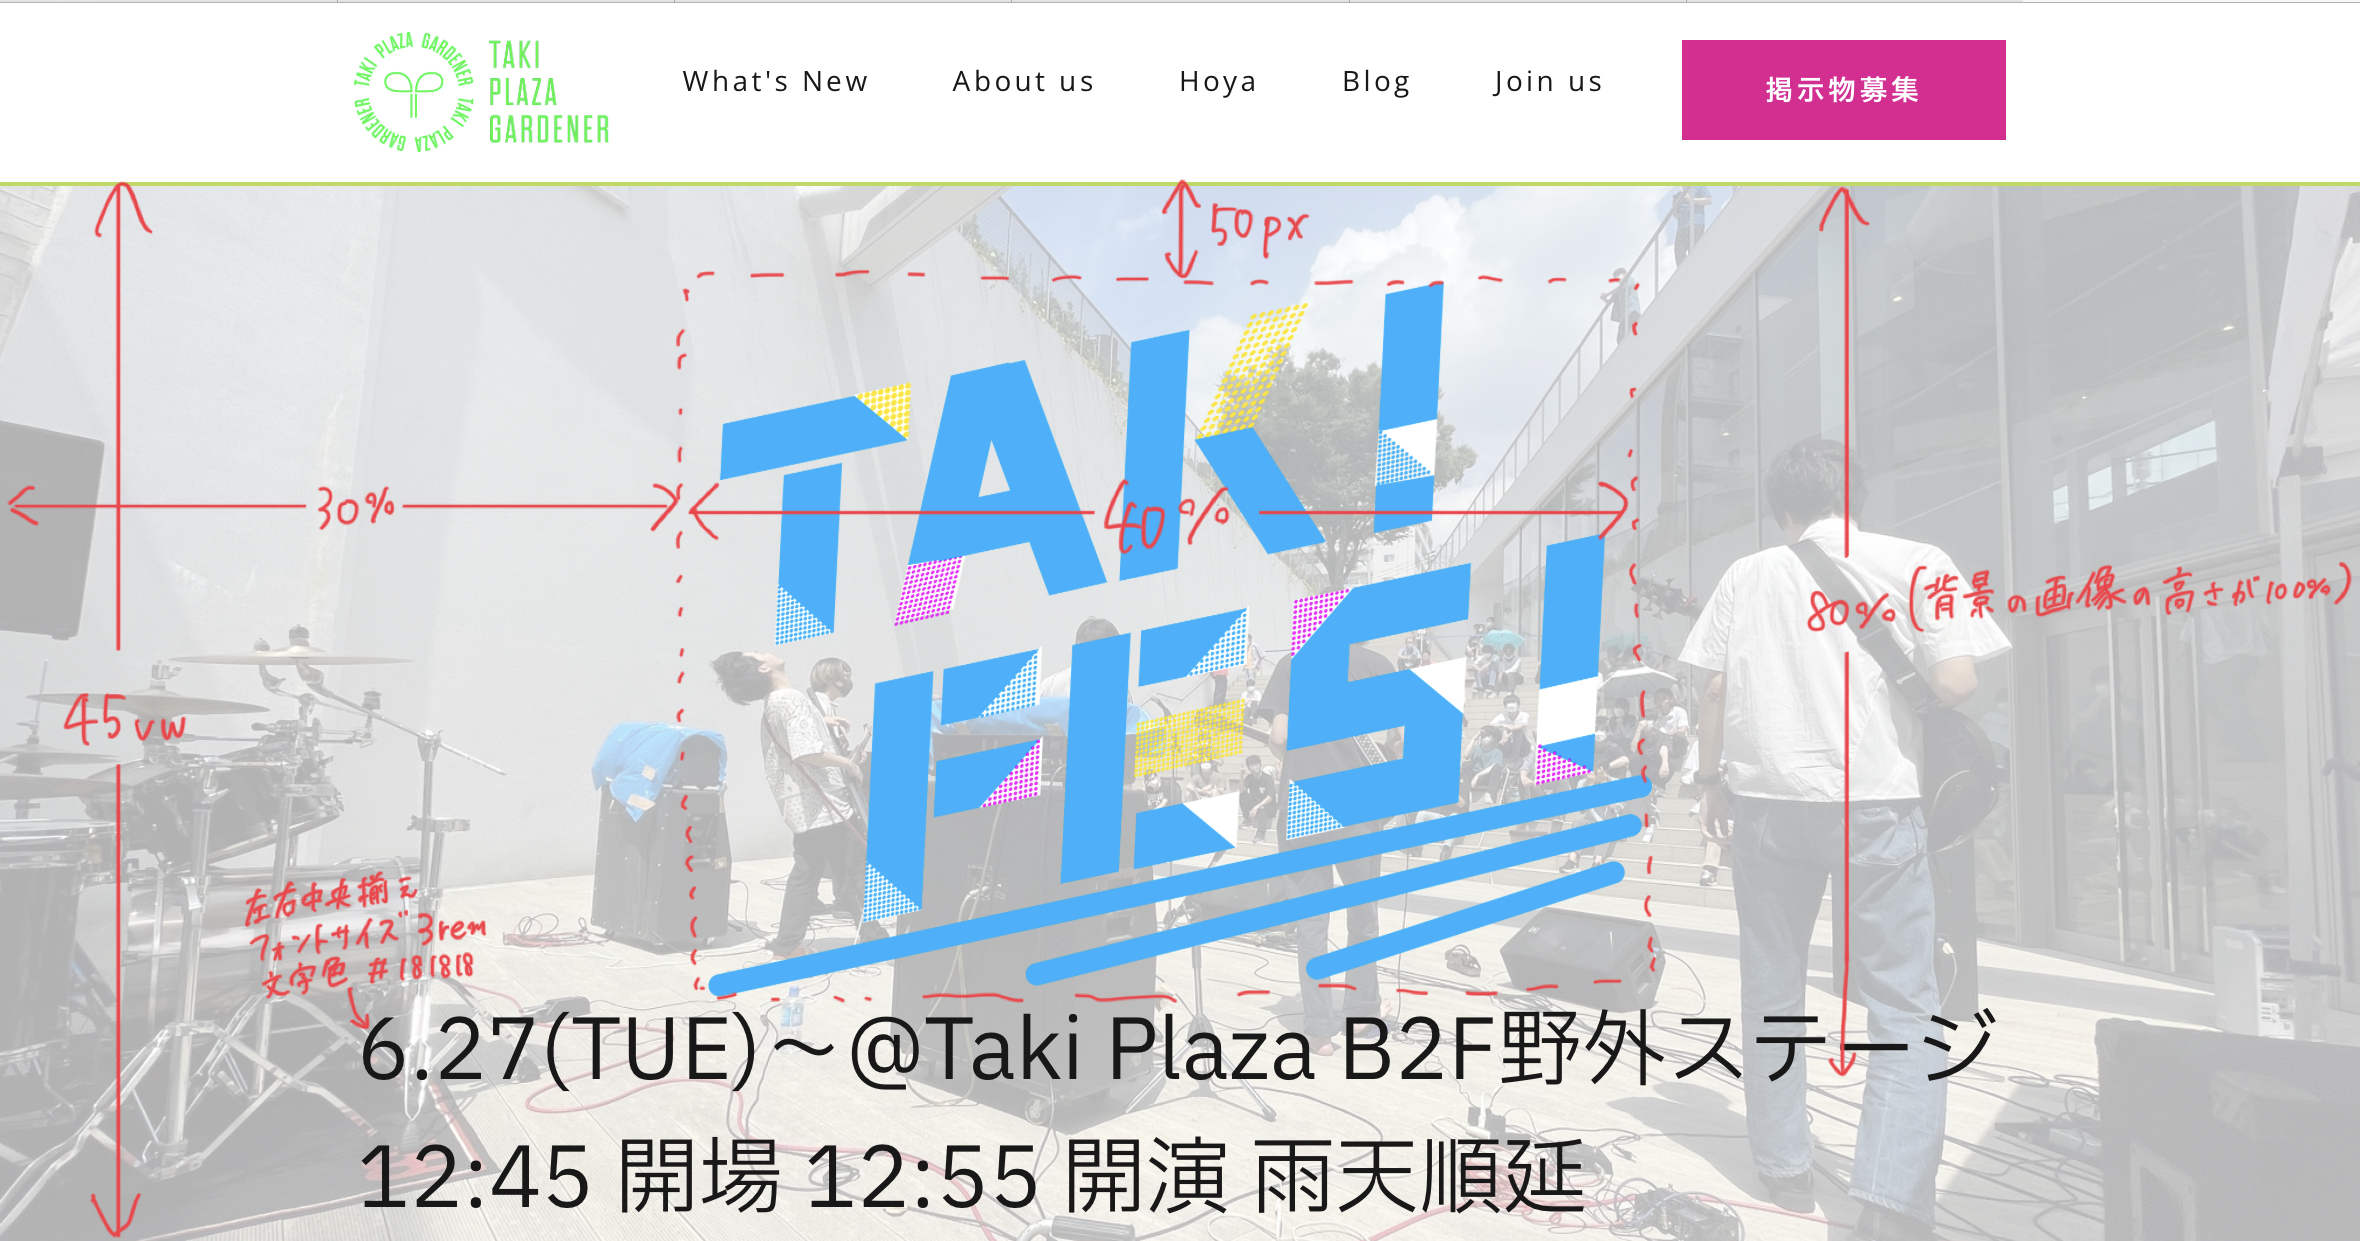 TAKI PLAZA GARDENER TAKI PLAZA GARDENER
TAKI
PLAZA
GARDENER
What's New
About us
Hoya
Blog
Join us
掲示物募集
50px
TAKI
FES!
30%
40%
80%(背景の画像の高さが100%)
45vw
左右中央揃え
フォントサイズ 3rem
文字色 #181818
6.27(TUE)〜@Taki Plaza B2F野外ステージ
12:45 開場 12:55 開演 雨天順延